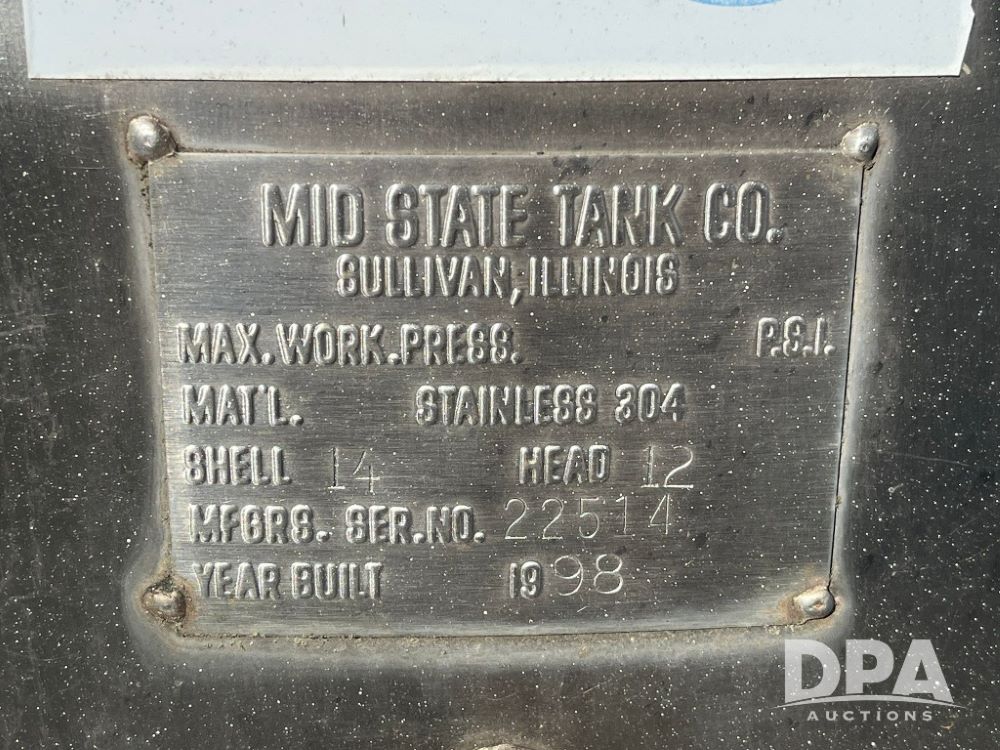 MID STATE TANK CO.
SULLIVAN, ILLINOIS
MAX. WORK. PRESS. P.S.I.
MAT'L. STAINLESS 304
SHELL 14 HEAD 12
MFGRS. SER. NO. 22514
YEAR BUILT 1998
DPA
AUCTIONS